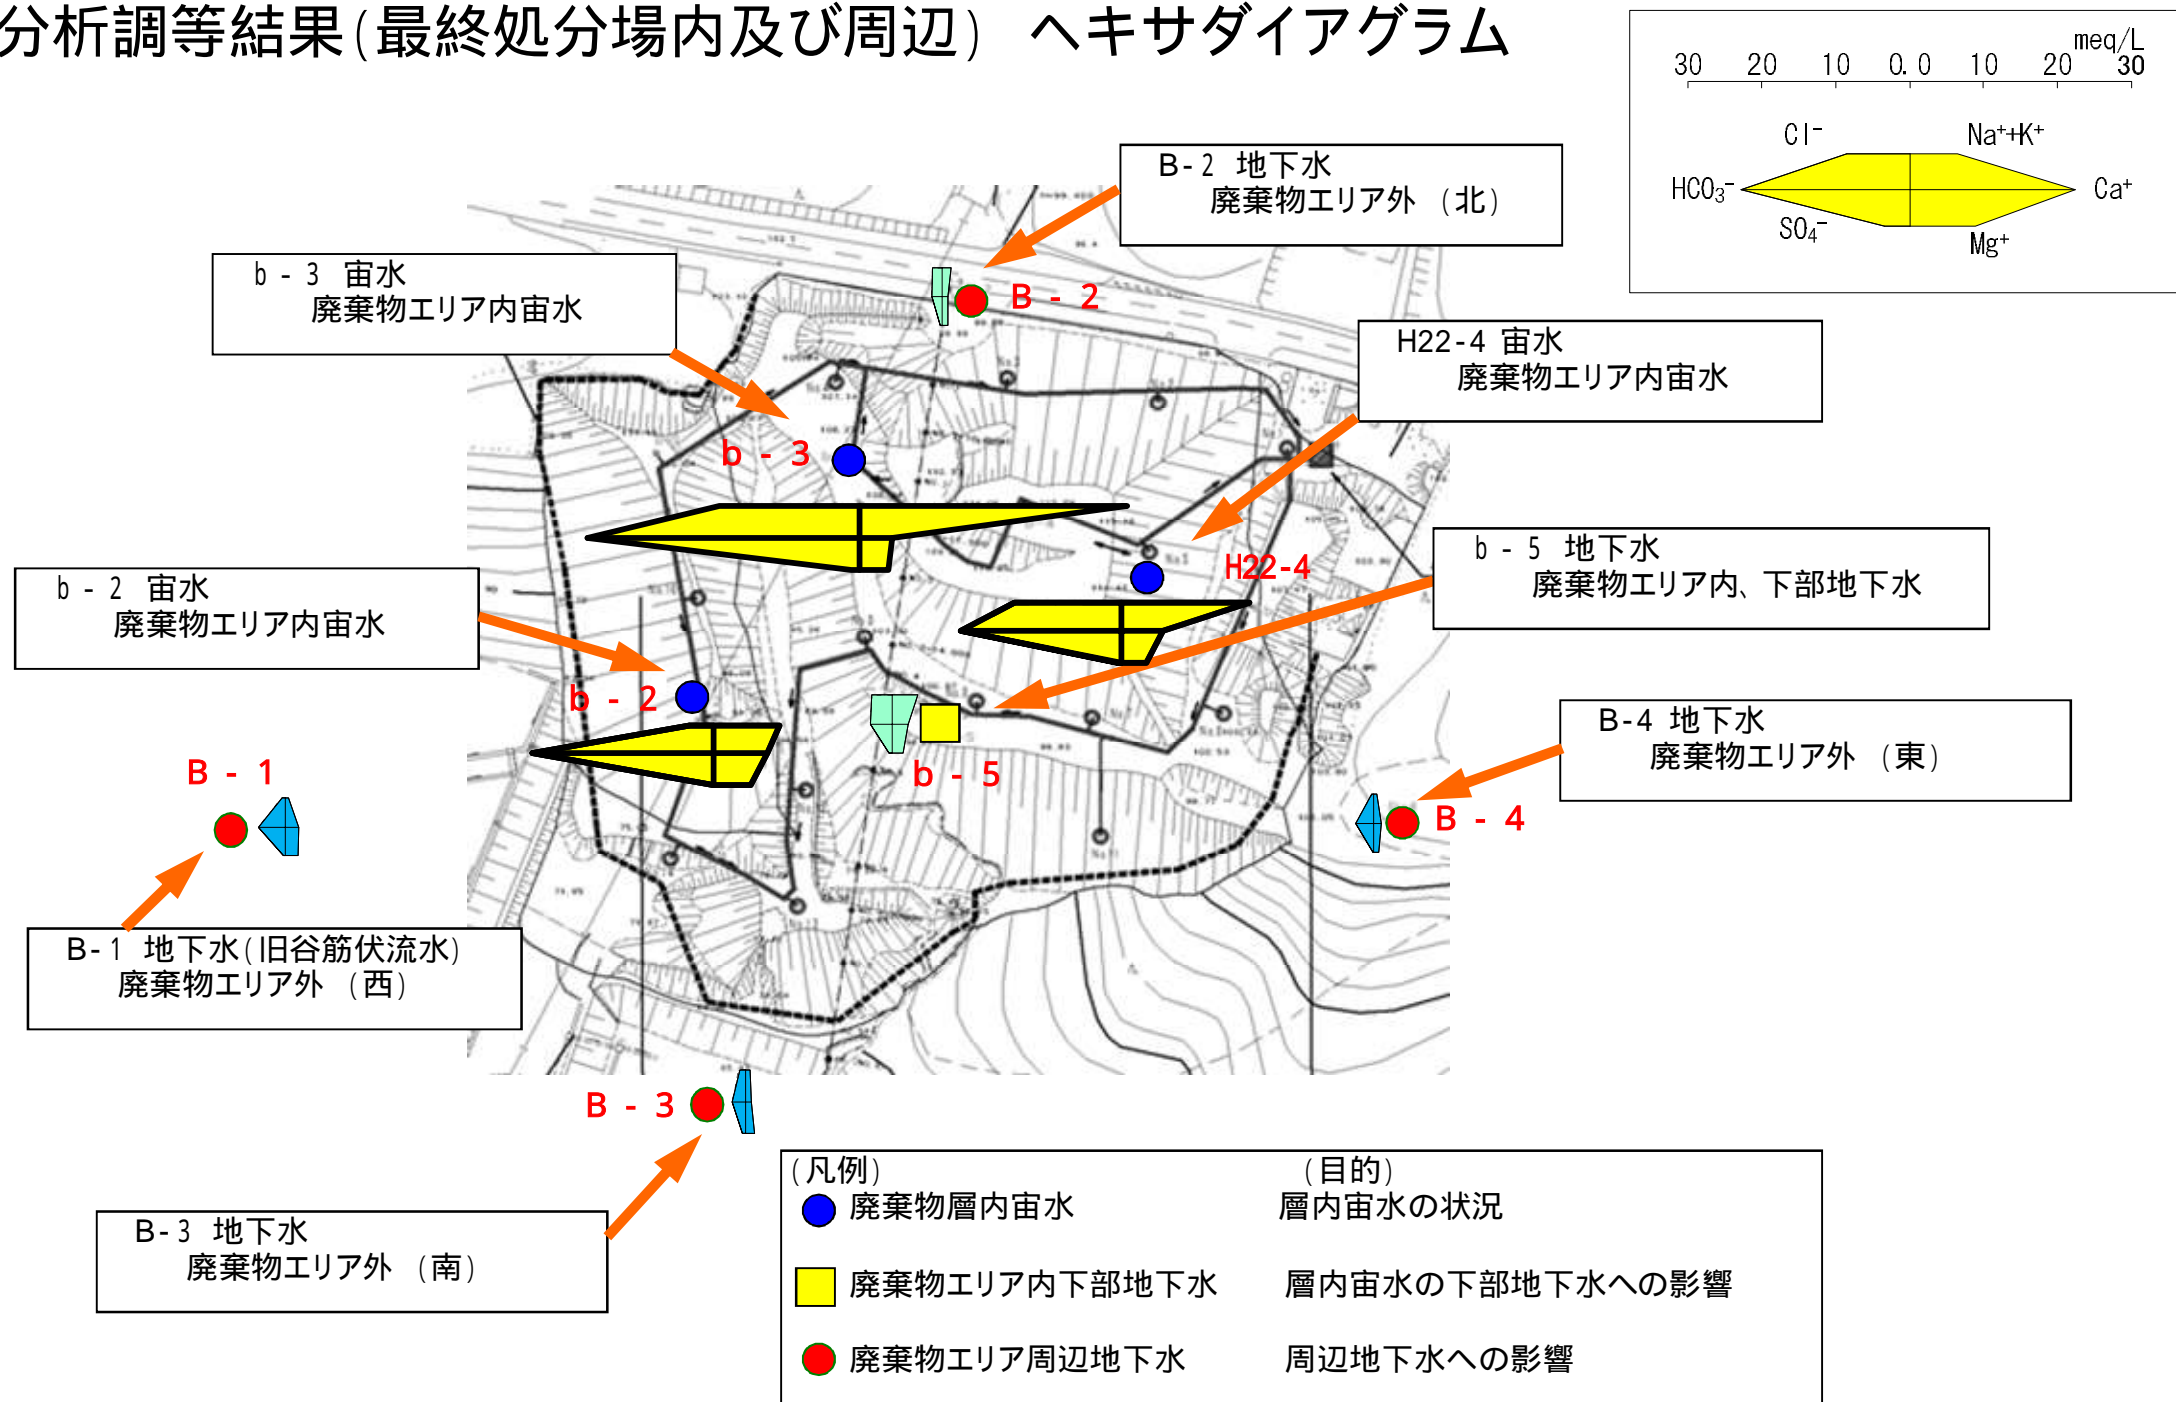 分析調等結果(最終処分場内及び周辺) ヘキサダイアグラム
meq/L
30 20 10 0.0 10 20 30
Cl⁻ Na⁺+K⁺
HCO₃⁻ Ca⁺
SO₄⁻ Mg⁺
B-2 地下水
廃棄物エリア外 (北)
b-3 宙水
廃棄物エリア内宙水
B-2
H22-4 宙水
廃棄物エリア内宙水
b-3
H22-4
b-5 地下水
廃棄物エリア内、下部地下水
b-2 宙水
廃棄物エリア内宙水
b-2
B-4 地下水
廃棄物エリア外 (東)
B-1
b-5
B-4
B-1 地下水(旧谷筋伏流水)
廃棄物エリア外 (西)
B-3
B-3 地下水
廃棄物エリア外 (南)
(凡例) (目的)
廃棄物層内宙水 層内宙水の状況
廃棄物エリア内下部地下水 層内宙水の下部地下水への影響
廃棄物エリア周辺地下水 周辺地下水への影響